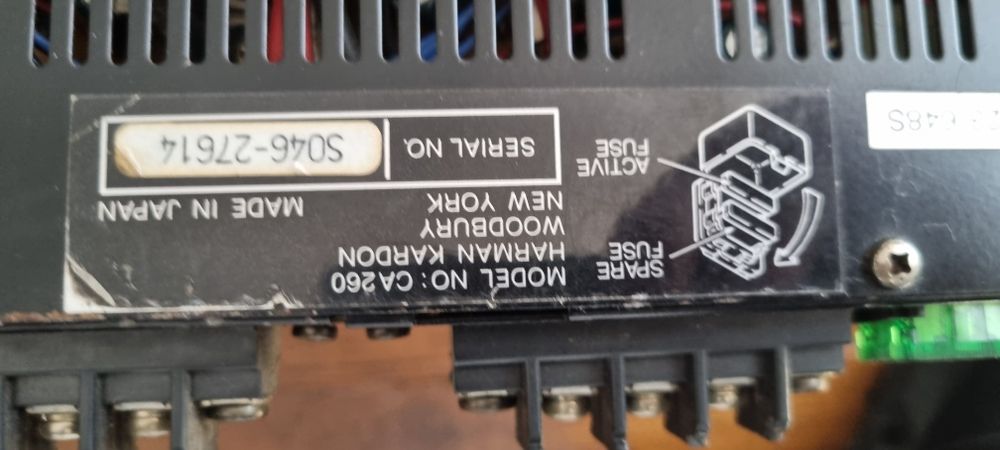 MODEL NO: CA260
HARMAN KARDON
WOODBURY
NEW YORK
MADE IN JAPAN
SERIAL NO.
S046-27614
SPARE
FUSE
ACTIVE
FUSE
648S